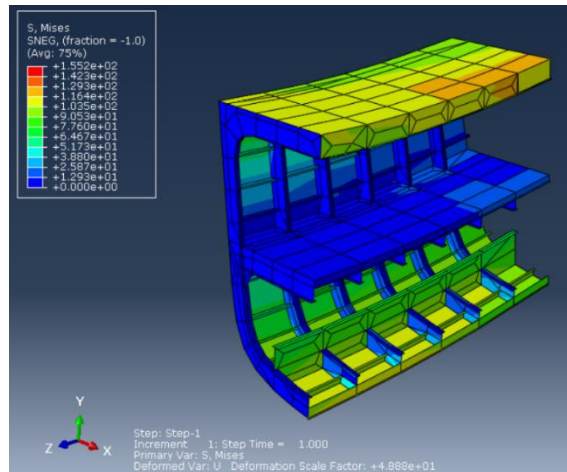 S, Mises
SNEG, (fraction = -1.0)
(Avg: 75%)
+1.552e+02
+1.423e+02
+1.293e+02
+1.164e+02
+1.035e+02
+9.053e+01
+7.760e+01
+6.467e+01
+5.173e+01
+3.880e+01
+2.587e+01
+1.293e+01
+0.000e+00
Y
Z
X
Step: Step-1
Increment 1: Step Time = 1.000
Primary Var: S, Mises
Deformed Var: U Deformation Scale Factor: +4.888e+01